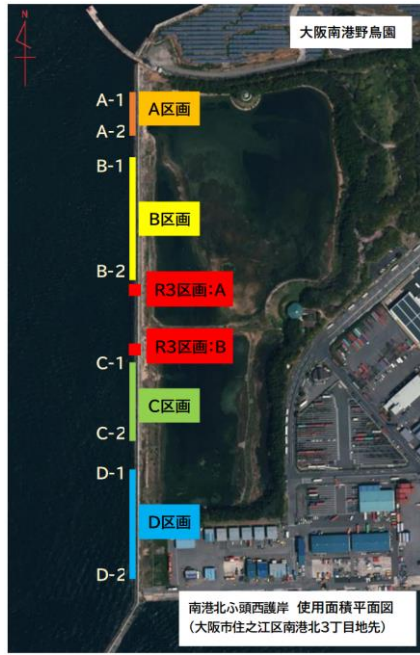 N
大阪南港野鳥園
A-1
A区画
A-2
B-1
B区画
B-2
R3区画:A
R3区画:B
C-1
C区画
C-2
D-1
D区画
D-2
南港北ふ頭西護岸 使用面積平面図
(大阪市住之江区南港北3丁目地先)